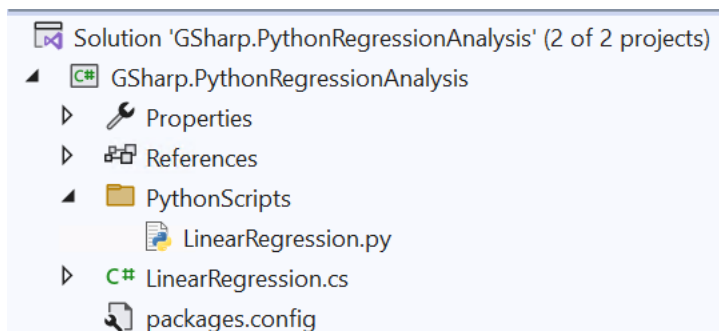 Solution 'GSharp.PythonRegressionAnalysis' (2 of 2 projects)
C# GSharp.PythonRegressionAnalysis
Properties
References
PythonScripts
LinearRegression.py
C# LinearRegression.cs
packages.config